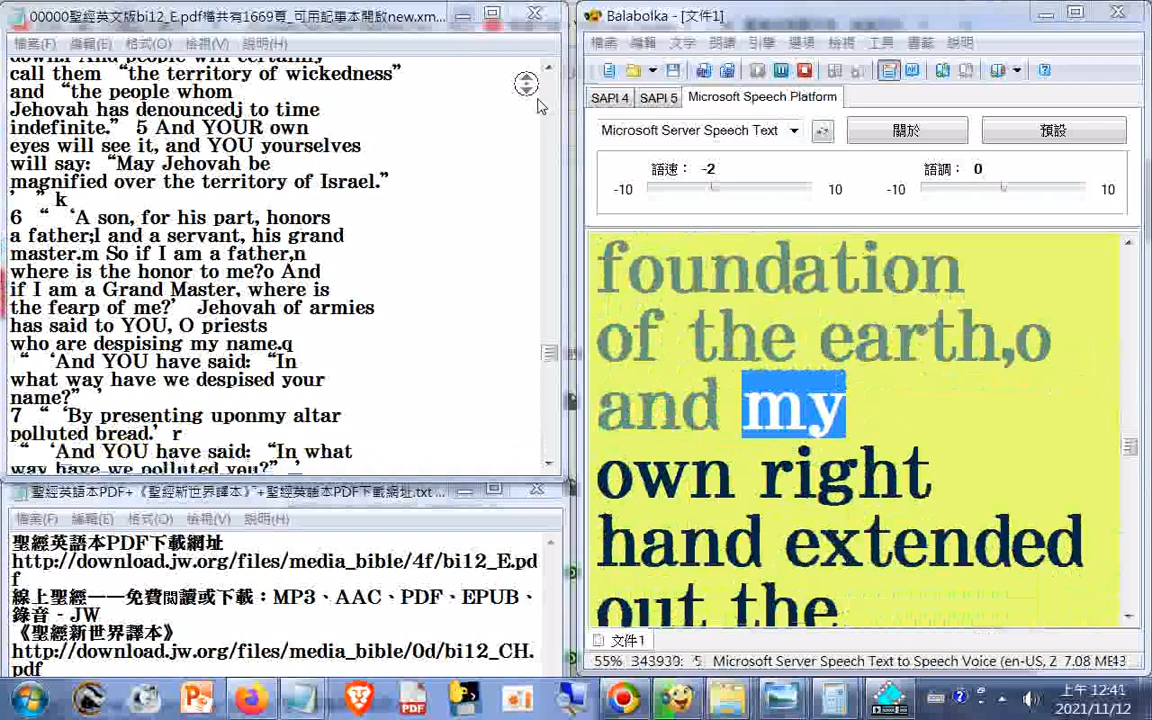 00000聖經英文版bi12_E.pdf檔共有1669頁_可用記事本開啟new.xm...
檔案(F) 編輯(E) 格式(O) 檢視(V) 說明(H)
call them “the territory of wickedness”
and “the people whom
Jehovah has denouncedj to time
indefinite.” 5 And YOUR own
eyes will see it, and YOU yourselves
will say: “May Jehovah be
magnified over the territory of Israel.”
’ ”k
6 “ ‘A son, for his part, honors
a father;l and a servant, his grand
master.m So if I am a father,n
where is the honor to me?o And
if I am a Grand Master, where is
the fearp of me?’ Jehovah of armies
has said to YOU, O priests
who are despising my name.q
“ ‘And YOU have said: “In
what way have we despised your
name?” ’
7 “ ‘By presenting uponmy altar
polluted bread.’ r
“ ‘And YOU have said: “In what
way have we polluted you?” ’
聖經英語本PDF+《聖經新世界譯本》+聖經英語本PDF下載網址.txt ...
檔案(F) 編輯(E) 格式(O) 檢視(V) 說明(H)
聖經英語本PDF下載網址
http://download.jw.org/files/media_bible/4f/bi12_E.pd
f
線上聖經——免費閱讀或下載：MP3、AAC、PDF、EPUB、
錄音 - JW
《聖經新世界譯本》
http://download.jw.org/files/media_bible/0d/bi12_CH.
pdf
Balabolka - [文件1]
檔案 編輯 文字 朗讀 引擎 選項 檢視 工具 書籤 說明
SAPI 4 SAPI 5 Microsoft Speech Platform
Microsoft Server Speech Text 關於 預設
語速： -2 語調： 0
-10 10 -10 10
foundation
of the earth,o
and my
own right
hand extended
out the
文件1
55% 343939: 5 Microsoft Server Speech Text to Speech Voice (en-US, Z 7.08 ME43
上午 12:41
2021/11/12